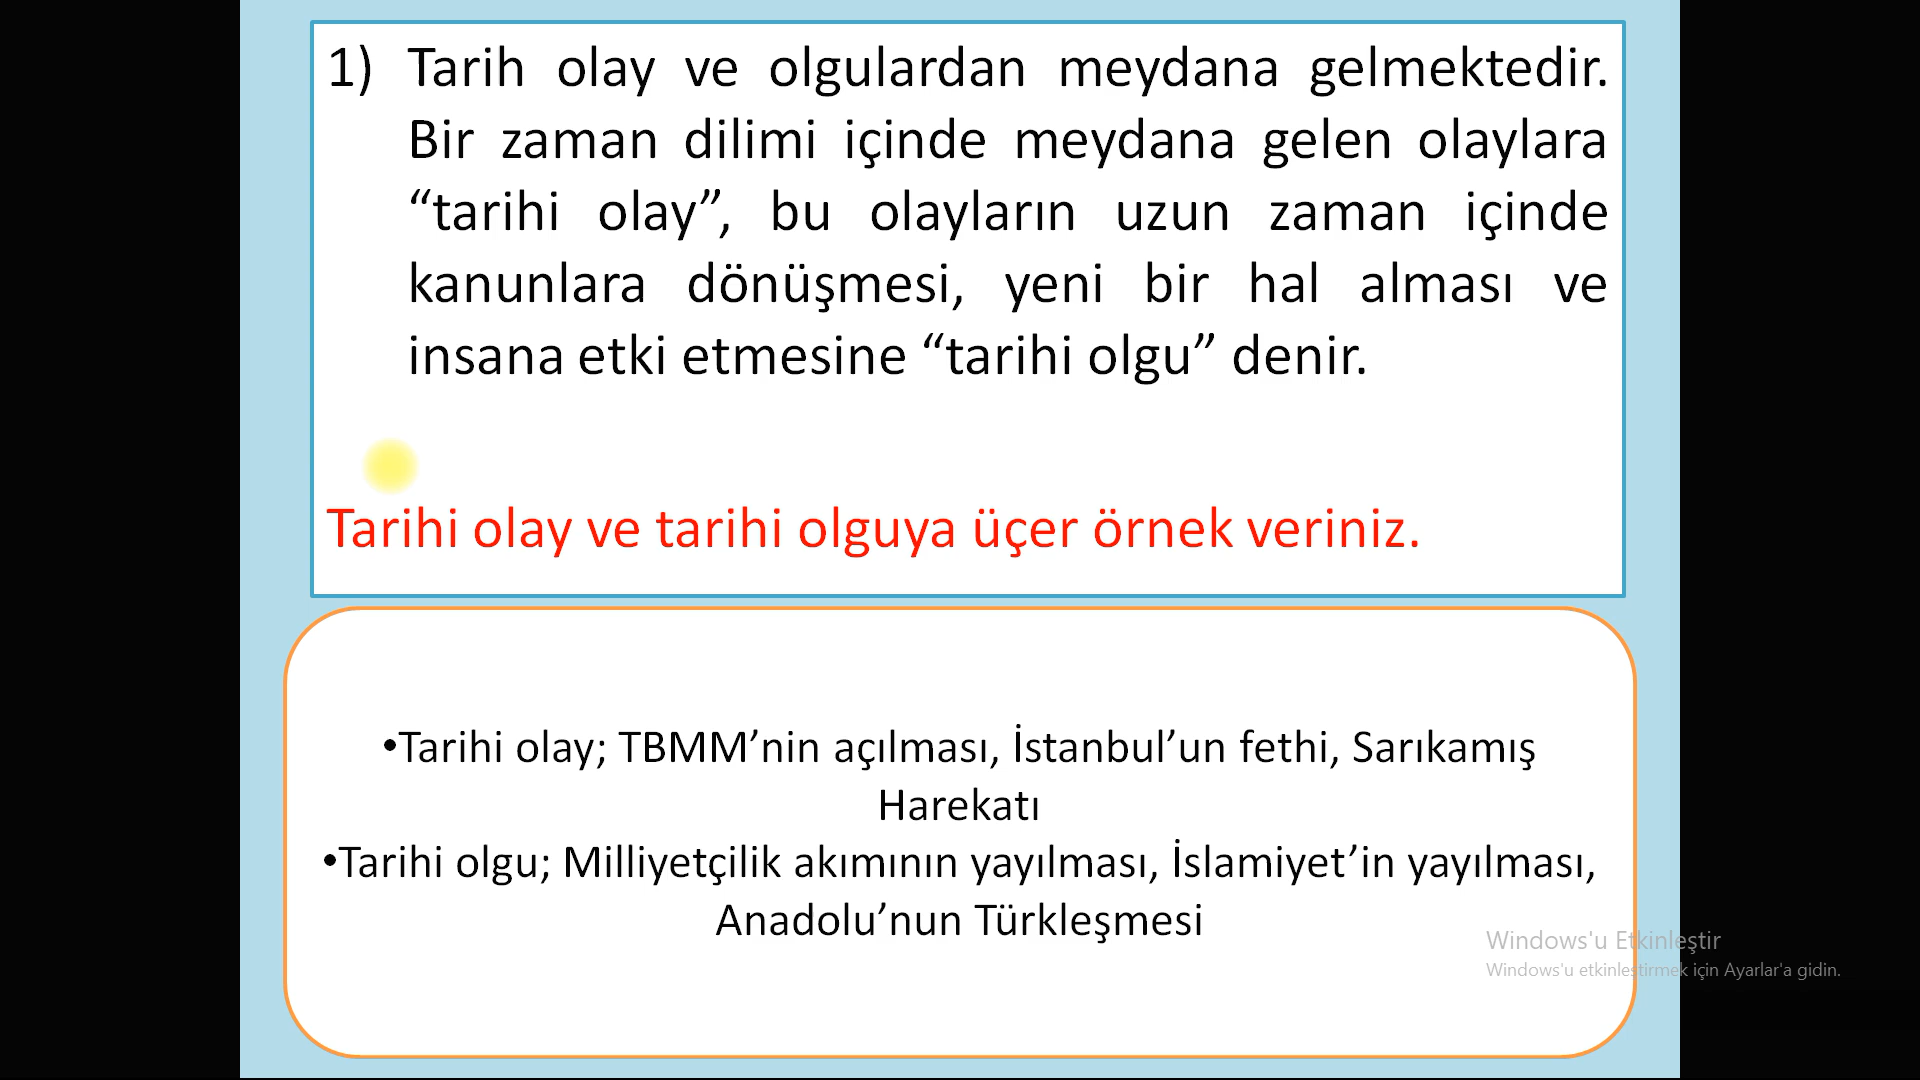 1) Tarih olay ve olgulardan meydana gelmektedir.
Bir zaman dilimi içinde meydana gelen olaylara
“tarihi olay”, bu olayların uzun zaman içinde
kanunlara dönüşmesi, yeni bir hal alması ve
insana etki etmesine “tarihi olgu” denir.
Tarihi olay ve tarihi olguya üçer örnek veriniz.
•Tarihi olay; TBMM’nin açılması, İstanbul’un fethi, Sarıkamış
Harekatı
•Tarihi olgu; Milliyetçilik akımının yayılması, İslamiyet’in yayılması,
Anadolu’nun Türkleşmesi
Windows'u Etkinleştir
Windows'u etkinleştirmek için Ayarlar'a gidin.